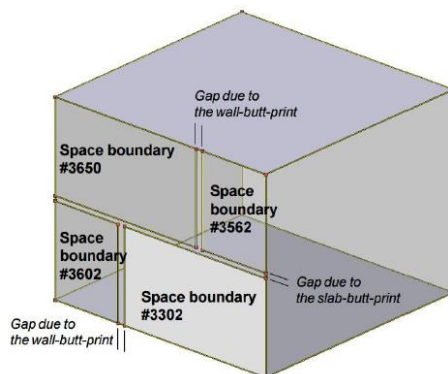 Gap due to
the wall-butt-print
Space boundary
#3650
Space
boundary
#3562
Space
boundary
#3602
Gap due to
the slab-butt-print
Space boundary
#3302
Gap due to
the wall-butt-print